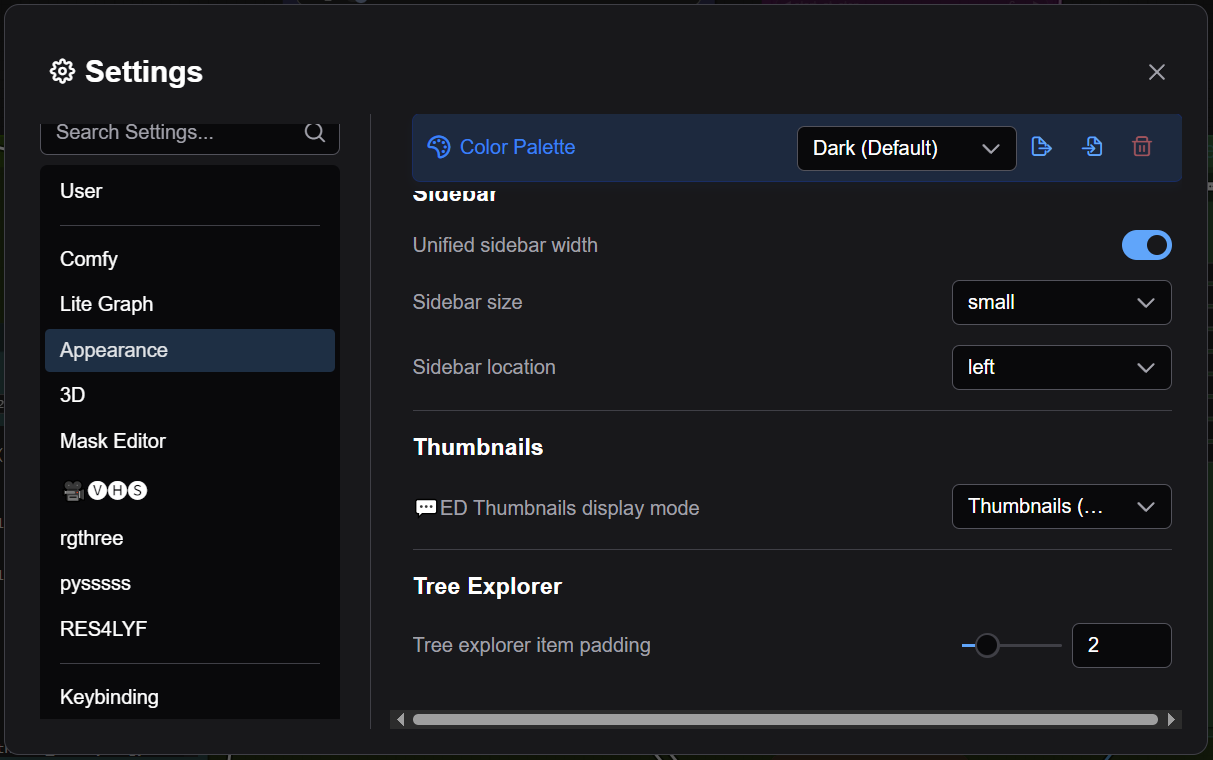 Settings
Search Settings...
User
Comfy
Lite Graph
Appearance
3D
Mask Editor
🎥🅥🅗🅢
rgthree
pysssss
RES4LYF
Keybinding
Color Palette
Dark (Default)
Sidebar
Unified sidebar width
Sidebar size
small
Sidebar location
left
Thumbnails
💬ED Thumbnails display mode
Thumbnails (...
Tree Explorer
Tree explorer item padding
2